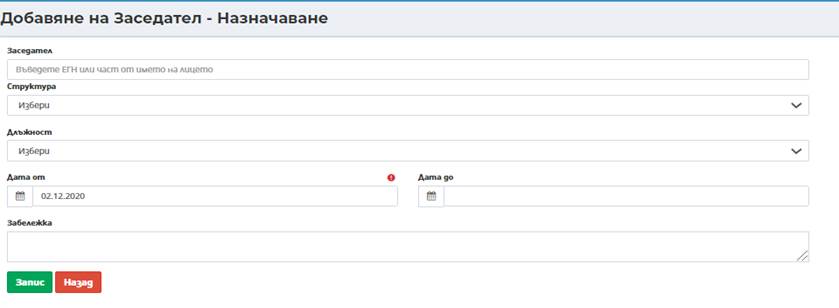 Добавяне на Заседател - Назначаване
Заседател
Въведете ЕГН или част от името на лицето
Структура
Избери
Длъжност
Избери
Дата от
Дата до
02.12.2020
Забележка
Запис Назад